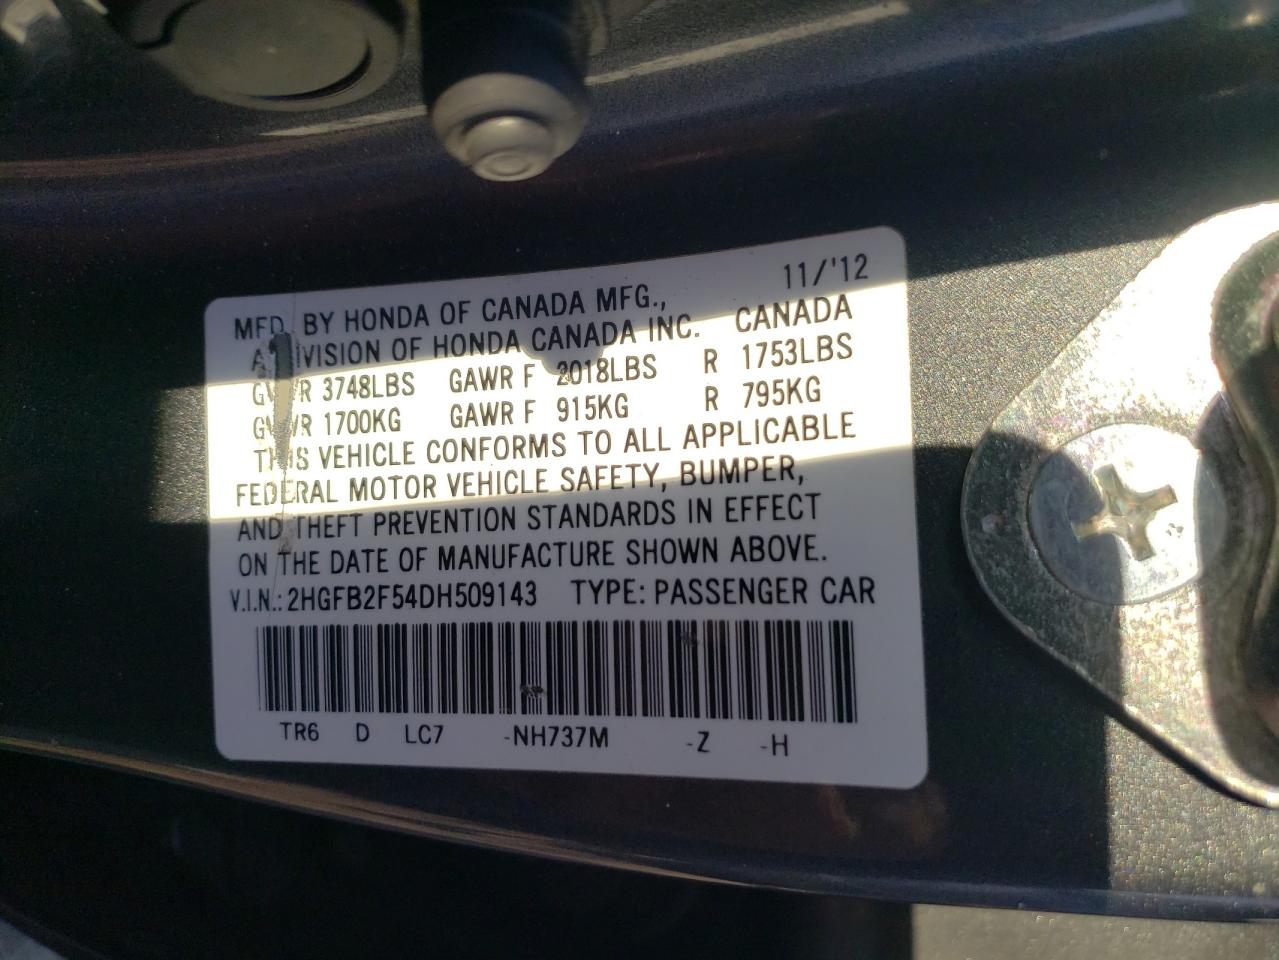 11/'12
MFD. BY HONDA OF CANADA MFG.,
A DIVISION OF HONDA CANADA INC. CANADA
GVWR 3748LBS GAWR F 2018LBS R 1753LBS
GVWR 1700KG GAWR F 915KG R 795KG
THIS VEHICLE CONFORMS TO ALL APPLICABLE
FEDERAL MOTOR VEHICLE SAFETY, BUMPER,
AND THEFT PREVENTION STANDARDS IN EFFECT
ON THE DATE OF MANUFACTURE SHOWN ABOVE.
V.I.N.: 2HGFB2F54DH509143 TYPE: PASSENGER CAR
TR6 D LC7 -NH737M -Z -H